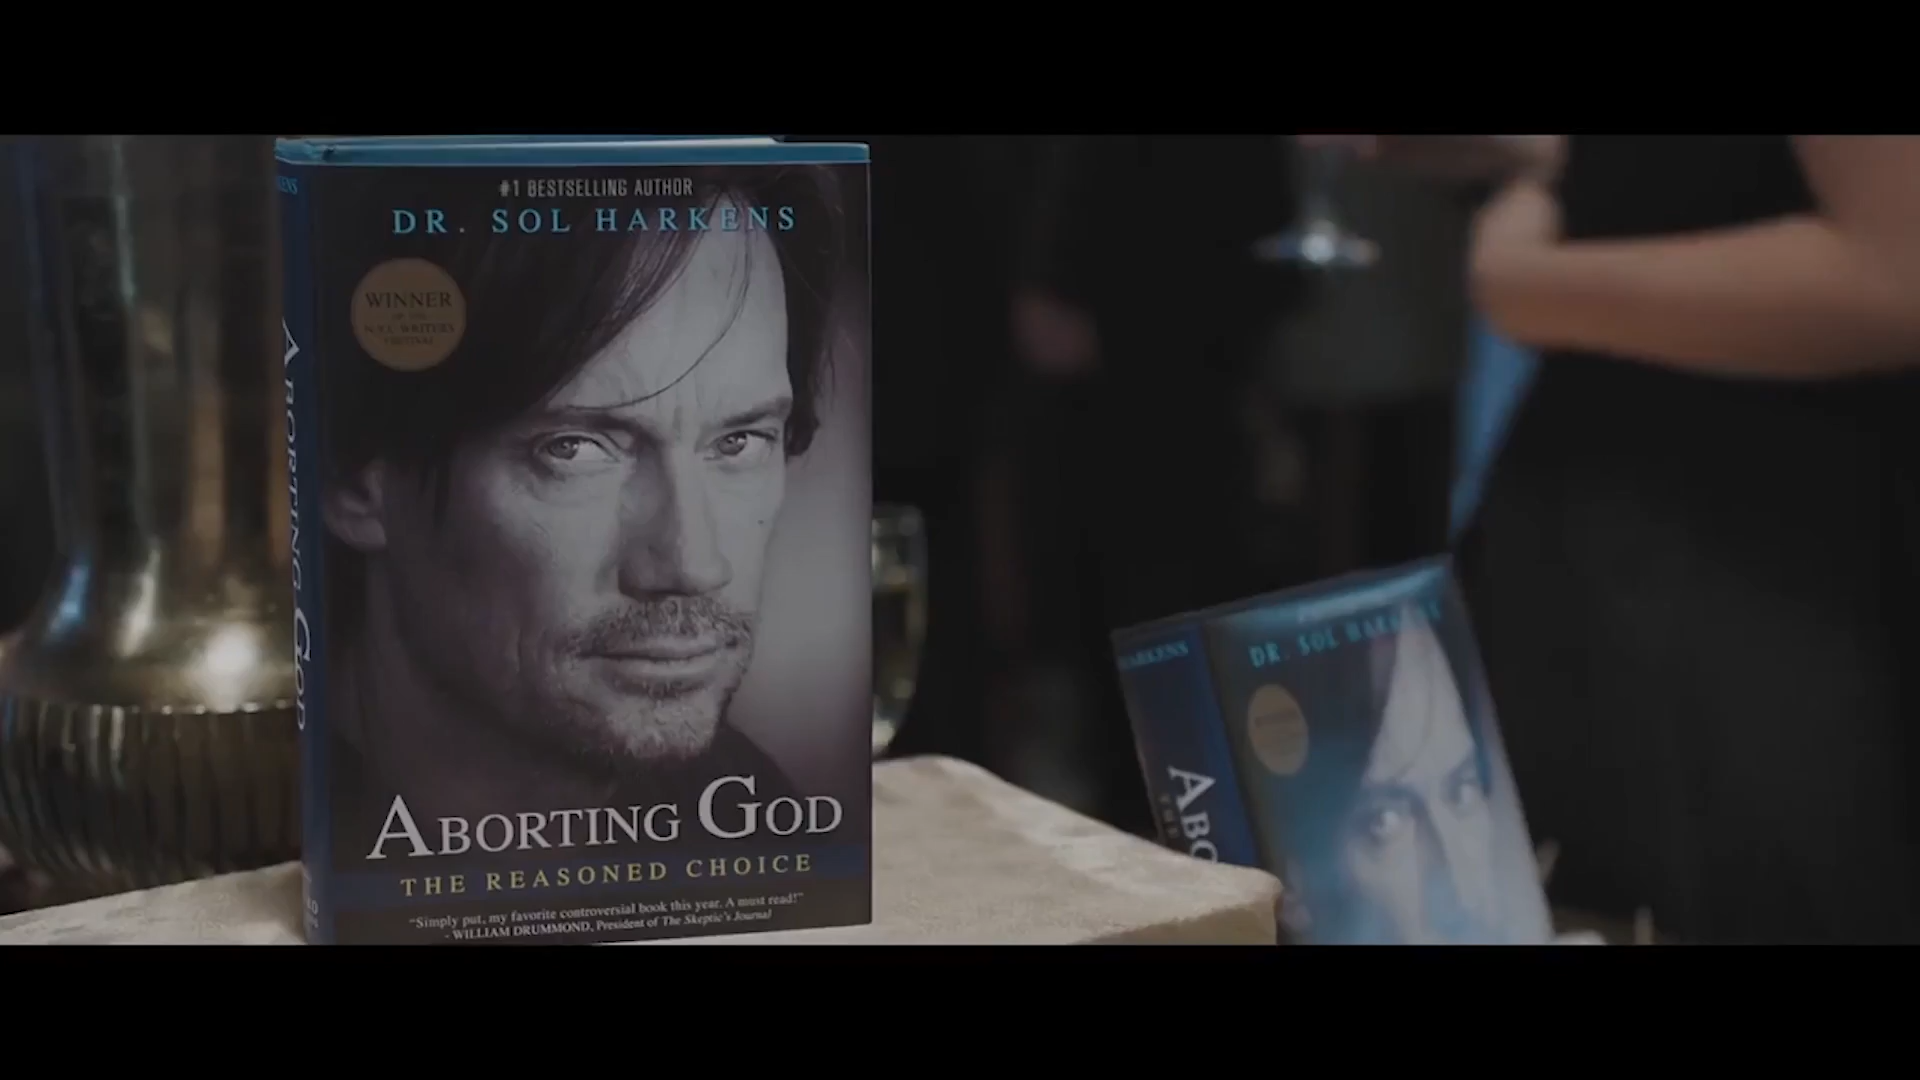 #1 BESTSELLING AUTHOR
DR. SOL HARKENS
WINNER
ABORTING GOD
ABORTING GOD
THE REASONED CHOICE
"Simply put, my favorite controversial book this year. A must read!"
- WILLIAM DRUMMOND, President of The Skeptic's Journal
HARKENS
DR. SOL
ABO